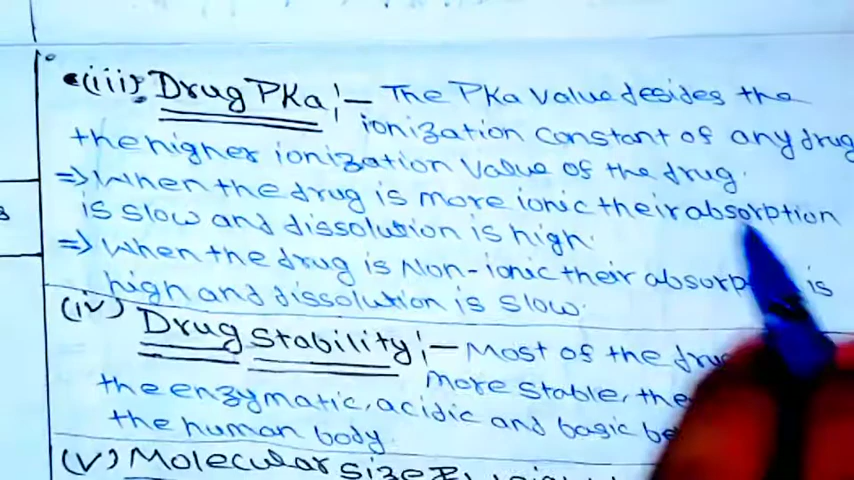 (iii) Drug PKa:- The PKa Value desides the
ionization constant of any drug
the higher ionization Value of the drug.
⇒ When the drug is more ionic their absorption
is slow and dissolution is high.
⇒ When the drug is Non-ionic their absorp is
high and dissolution is slow.
(iv) Drug Stability:- Most of the dru
more stable, the
the enzymatic, acidic and basic be
the human body.
(v) Molecular size